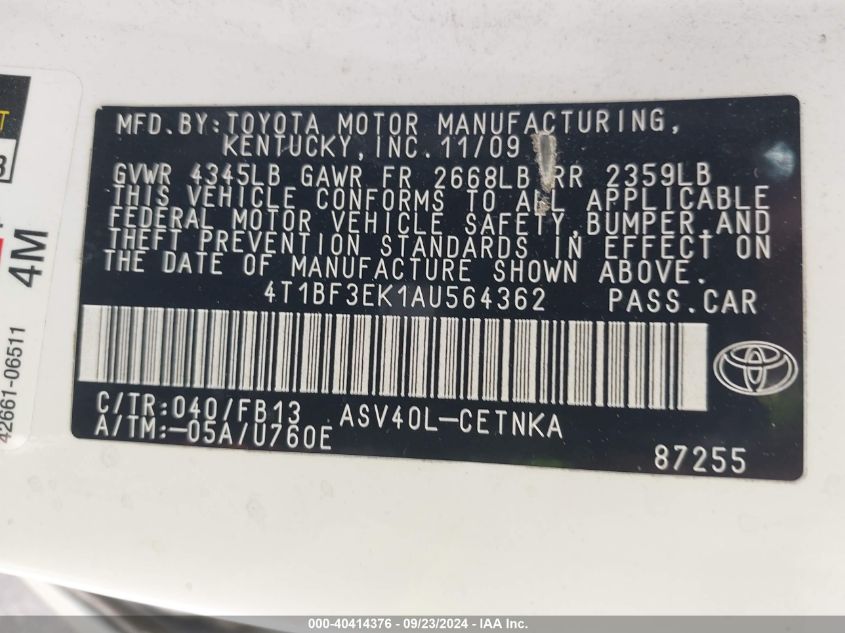 MFD.BY:TOYOTA MOTOR MANUFACTURING,
KENTUCKY,INC.11/09
GVWR 4345LB GAWR FR 2668LB RR 2359LB
THIS VEHICLE CONFORMS TO ALL APPLICABLE
FEDERAL MOTOR VEHICLE SAFETY,BUMPER,AND
THEFT PREVENTION STANDARDS IN EFFECT ON
THE DATE OF MANUFACTURE SHOWN ABOVE.
4T1BF3EK1AU564362 PASS.CAR
C/TR:040/FB13 ASV40L-CETNKA
A/TM:-05A/U760E
87255
4M
42661-06511
000-40414376 - 09/23/2024 - IAA Inc.